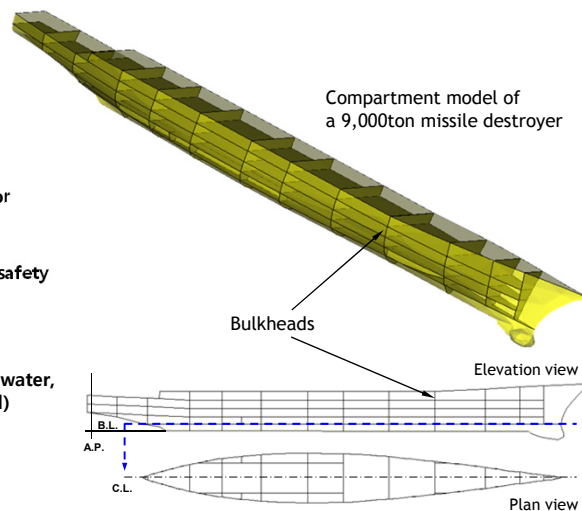 Compartment model of
a 9,000ton missile destroyer
or
safety
Bulkheads
water,
)
Elevation view
B.L.
A.P.
C.L.
Plan view